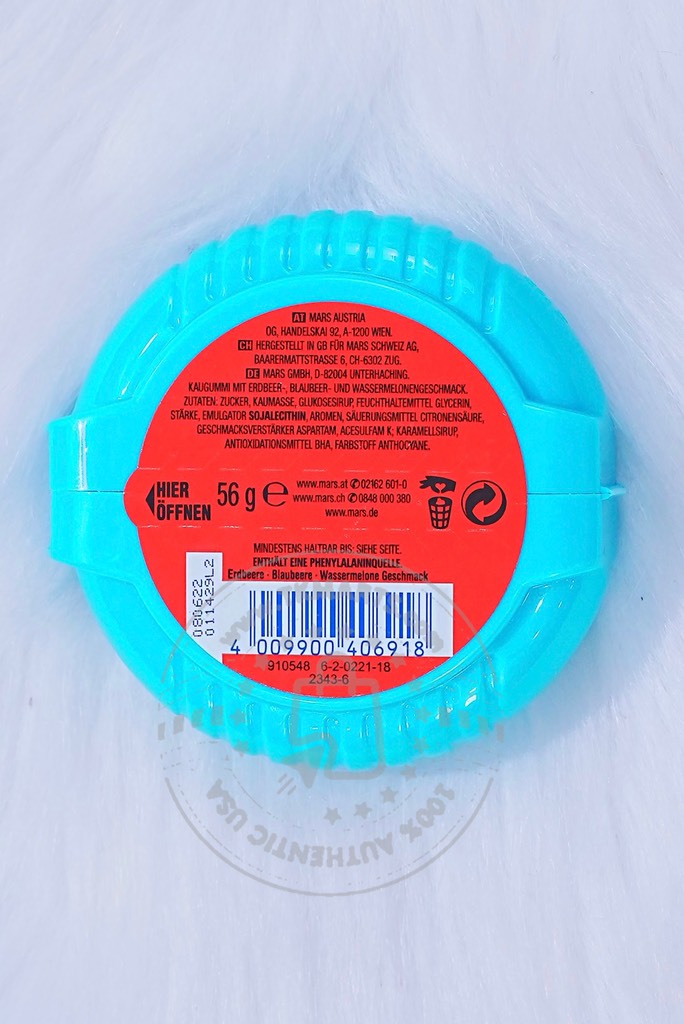 AT MARS AUSTRIA
OG, HANDELSKAI 92, A-1200 WIEN.
CH HERGESTELLT IN GB FÜR MARS SCHWEIZ AG,
BAARERMATTSTRASSE 6, CH-6302 ZUG.
DE MARS GMBH, D-82004 UNTERHACHING.
KAUGUMMI MIT ERDBEER-, BLAUBEER- UND WASSERMELONENGESCHMACK.
ZUTATEN: ZUCKER, KAUMASSE, GLUKOSESIRUP, FEUCHTHALTEMITTEL GLYCERIN,
STÄRKE, EMULGATOR SOJALECITHIN, AROMEN, SÄUERUNGSMITTEL CITRONENSÄURE,
GESCHMACKSVERSTÄRKER ASPARTAM, ACESULFAM K; KARAMELLSIRUP,
ANTIOXIDATIONSMITTEL BHA, FARBSTOFF ANTHOCYANE.
HIER
ÖFFNEN
56 g ℮
www.mars.at ✆02162 601-0
www.mars.ch ✆0848 000 380
www.mars.de
MINDESTENS HALTBAR BIS: SIEHE SEITE.
ENTHÄLT EINE PHENYLALANINQUELLE.
Erdbeere - Blaubeere - Wassermelone Geschmack
080622
011429L2
4 009900 406918
910548 6-2-0221-18
2343-6
100% AUTHENTIC USA